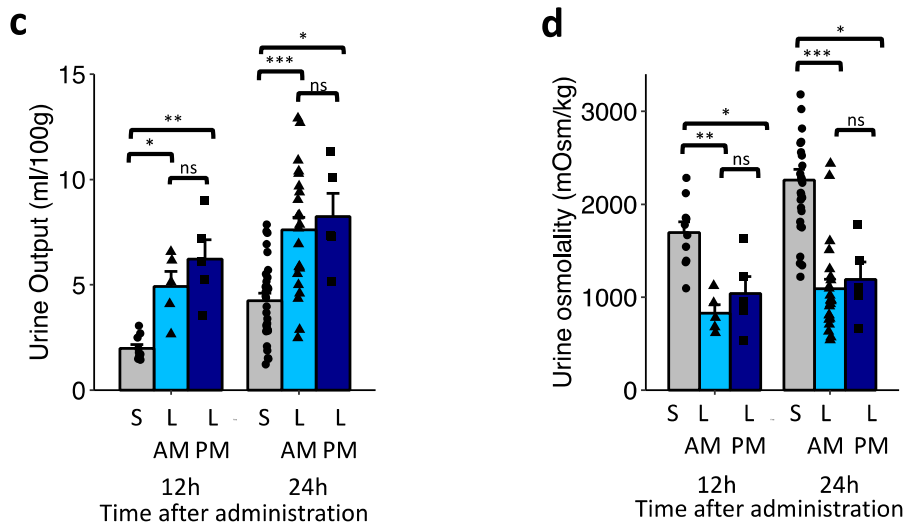 c
Urine Output (ml/100g)
15
10
5
0
*
**
ns
***
*
ns
S L L S L L
AM PM AM PM
12h 24h
Time after administration
d
Urine osmolality (mOsm/kg)
3000
2000
1000
0
**
*
ns
***
*
ns
S L L S L L
AM PM AM PM
12h 24h
Time after administration